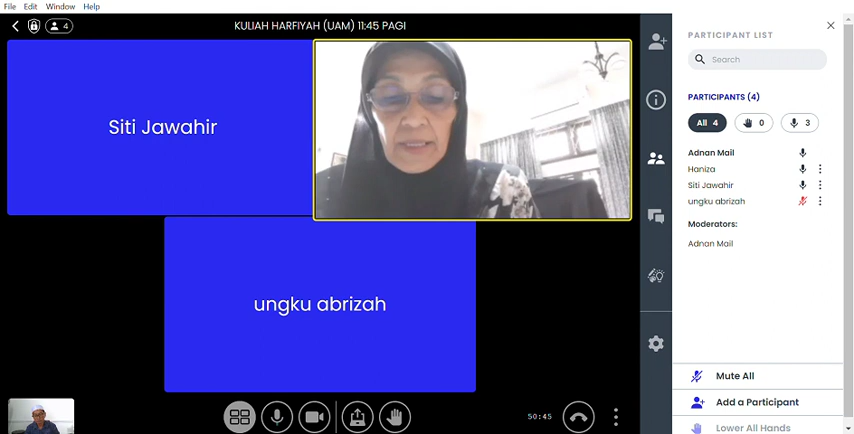 File Edit Window Help
4
KULIAH HARFIYAH (UAM) 11:45 PAGI
Siti Jawahir
ungku abrizah
50:45
PARTICIPANT LIST
Search
PARTICIPANTS (4)
All 4 0 3
Adnan Mail
Haniza
Siti Jawahir
ungku abrizah
Moderators:
Adnan Mail
Mute All
Add a Participant
Lower All Hands